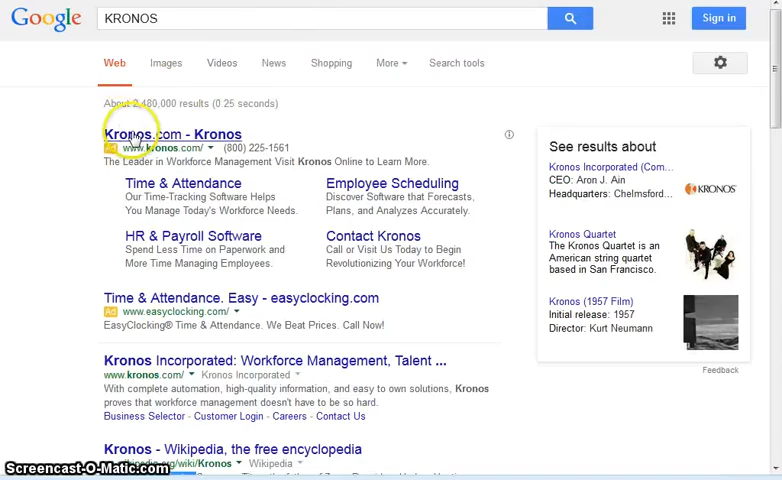 Google
KRONOS
Sign in
Web Images Videos News Shopping More Search tools
About 2,480,000 results (0.25 seconds)
Kronos.com - Kronos
Ad www.kronos.com/ (800) 225-1561
The Leader in Workforce Management Visit Kronos Online to Learn More.
Time & Attendance
Our Time-Tracking Software Helps
You Manage Today's Workforce Needs.
Employee Scheduling
Discover Software that Forecasts,
Plans, and Analyzes Accurately.
HR & Payroll Software
Spend Less Time on Paperwork and
More Time Managing Employees.
Contact Kronos
Call or Visit Us Today to Begin
Revolutionizing Your Workforce!
Time & Attendance. Easy - easyclocking.com
Ad www.easyclocking.com/
EasyClocking® Time & Attendance. We Beat Prices. Call Now!
Kronos Incorporated: Workforce Management, Talent ...
www.kronos.com/ Kronos Incorporated
With complete automation, high-quality information, and easy to own solutions, Kronos
proves that workforce management doesn't have to be so hard.
Business Selector - Customer Login - Careers - Contact Us
Kronos - Wikipedia, the free encyclopedia
wikipedia.org/wiki/Kronos Wikipedia
See results about
Kronos Incorporated (Com...
CEO: Aron J. Ain
Headquarters: Chelmsford...
KRONOS
Kronos Quartet
The Kronos Quartet is an
American string quartet
based in San Francisco.
Kronos (1957 Film)
Initial release: 1957
Director: Kurt Neumann
Feedback
Screencast-O-Matic.com